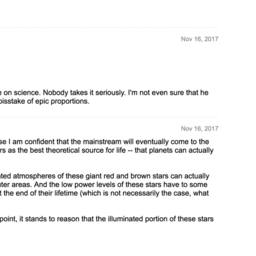 Nov 16, 2017
e on science. Nobody takes it seriously. I'm not even sure that he
pisstake of epic proportions.
Nov 16, 2017
se I am confident that the mainstream will eventually come to the
rs as the best theoretical source for life -- that planets can actually
ted atmospheres of these giant red and brown stars can actually
ter areas. And the low power levels of these stars have to some
t the end of their lifetime (which is not necessarily the case, what
point, it stands to reason that the illuminated portion of these stars